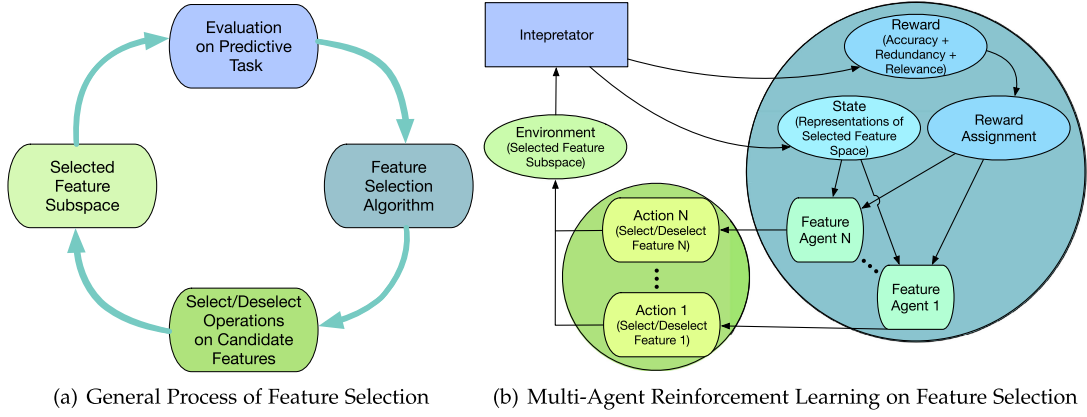 Evaluation
on Predictive
Task
Selected
Feature
Subspace
Feature
Selection
Algorithm
Select/Deselect
Operations
on Candidate
Features
(a) General Process of Feature Selection
Intepretator
Reward
(Accuracy +
Redundancy +
Relevance)
Environment
(Selected Feature
Subspace)
State
(Representations of
Selected Feature
Space)
Reward
Assignment
Action N
(Select/Deselect
Feature N)
Feature
Agent N
Action 1
(Select/Deselect
Feature 1)
Feature
Agent 1
(b) Multi-Agent Reinforcement Learning on Feature Selection